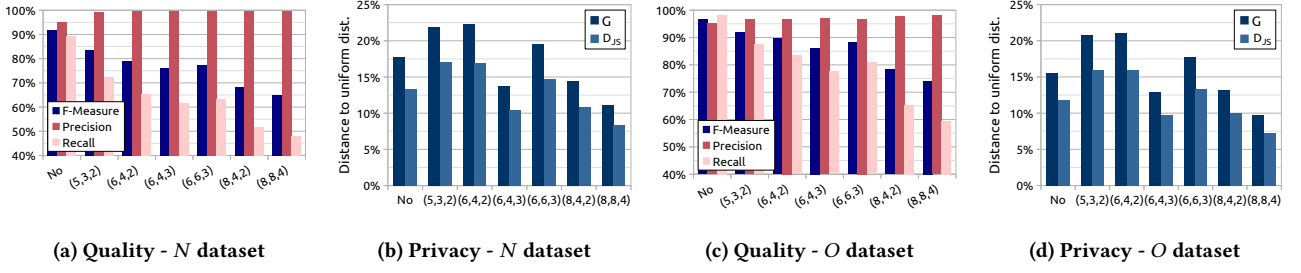 100%
90%
80%
70%
60%
50%
40%
F-Measure
Precision
Recall
No
(5,3,2)
(6,4,2)
(6,4,3)
(6,6,3)
(8,4,2)
(8,8,4)
(a) Quality - N dataset
Distance to uniform dist.
25%
20%
15%
10%
5%
0%
G
D_JS
No
(5,3,2)
(6,4,2)
(6,4,3)
(6,6,3)
(8,4,2)
(8,8,4)
(b) Privacy - N dataset
100%
90%
80%
70%
60%
50%
40%
F-Measure
Precision
Recall
No
(5,3,2)
(6,4,2)
(6,4,3)
(6,6,3)
(8,4,2)
(8,8,4)
(c) Quality - O dataset
Distance to uniform dist.
25%
20%
15%
10%
5%
0%
G
D_JS
No
(5,3,2)
(6,4,2)
(6,4,3)
(6,6,3)
(8,4,2)
(8,8,4)
(d) Privacy - O dataset